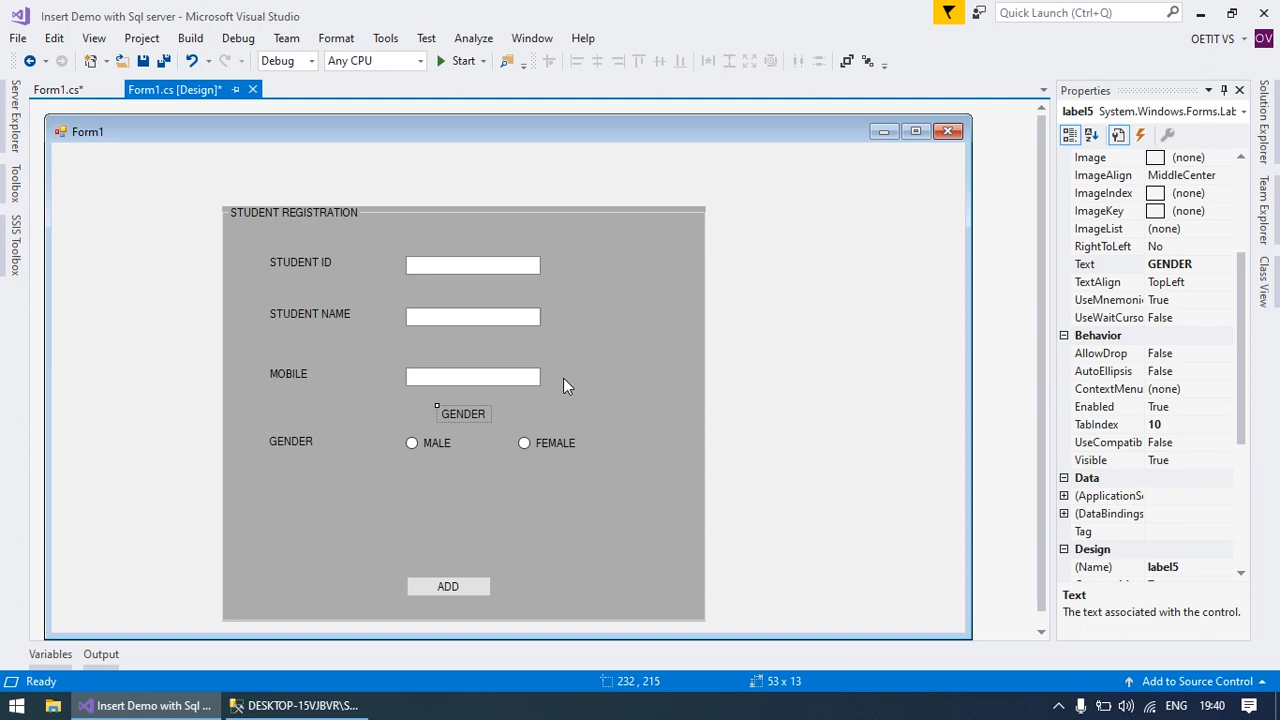 Insert Demo with Sql server - Microsoft Visual Studio
Quick Launch (Ctrl+Q)
File Edit View Project Build Debug Team Format Tools Test Analyze Window Help
OETIT VS OV
Debug Any CPU Start
Form1.cs* Form1.cs [Design]*
Server Explorer
Toolbox
SSIS Toolbox
Form1
STUDENT REGISTRATION
STUDENT ID
STUDENT NAME
MOBILE
GENDER
GENDER MALE FEMALE
ADD
Properties
label5 System.Windows.Forms.Lab
Image (none)
ImageAlign MiddleCenter
ImageIndex (none)
ImageKey (none)
ImageList (none)
RightToLeft No
Text GENDER
TextAlign TopLeft
UseMnemonic True
UseWaitCurso False
Behavior
AllowDrop False
AutoEllipsis False
ContextMenu (none)
Enabled True
TabIndex 10
UseCompatib False
Visible True
Data
(ApplicationSe
(DataBindings
Tag
Design
(Name) label5
Text
The text associated with the control.
Solution Explorer
Team Explorer
Class View
Variables Output
Ready 232 , 215 53 x 13 Add to Source Control
Insert Demo with Sql ... DESKTOP-15VJBVR\S... ENG 19:40